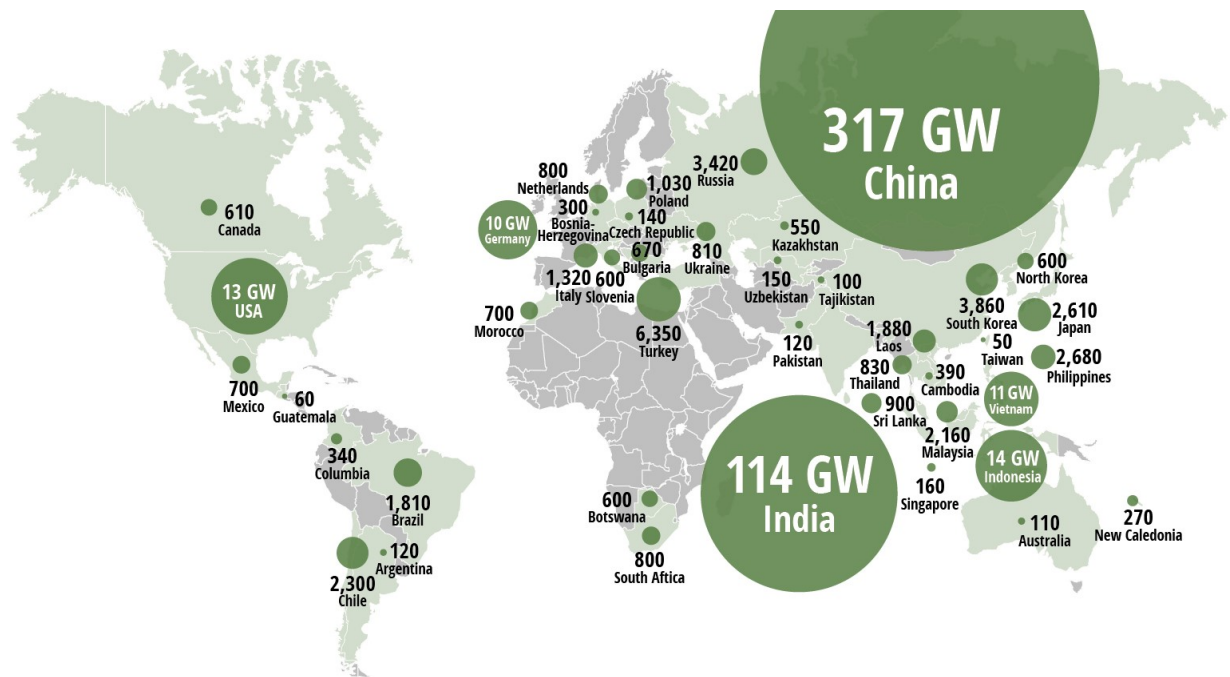 317 GW
China
3,420
Russia
800
Netherlands
1,030
Poland
300
Bosnia-
Herzegovina
140
Czech Republic
10 GW
Germany
610
Canada
550
Kazakhstan
670
Bulgaria
810
Ukraine
600
North Korea
1,320
Italy
600
Slovenia
150
Uzbekistan
100
Tajikistan
13 GW
USA
3,860
South Korea
2,610
Japan
700
Morocco
6,350
Turkey
120
Pakistan
1,880
Laos
50
Taiwan
2,680
Philippines
830
Thailand
390
Cambodia
700
Mexico
60
Guatemala
11 GW
Vietnam
900
Sri Lanka
2,160
Malaysia
340
Columbia
114 GW
India
14 GW
Indonesia
160
Singapore
1,810
Brazil
600
Botswana
110
Australia
270
New Caledonia
120
Argentina
800
South Aftica
2,300
Chile